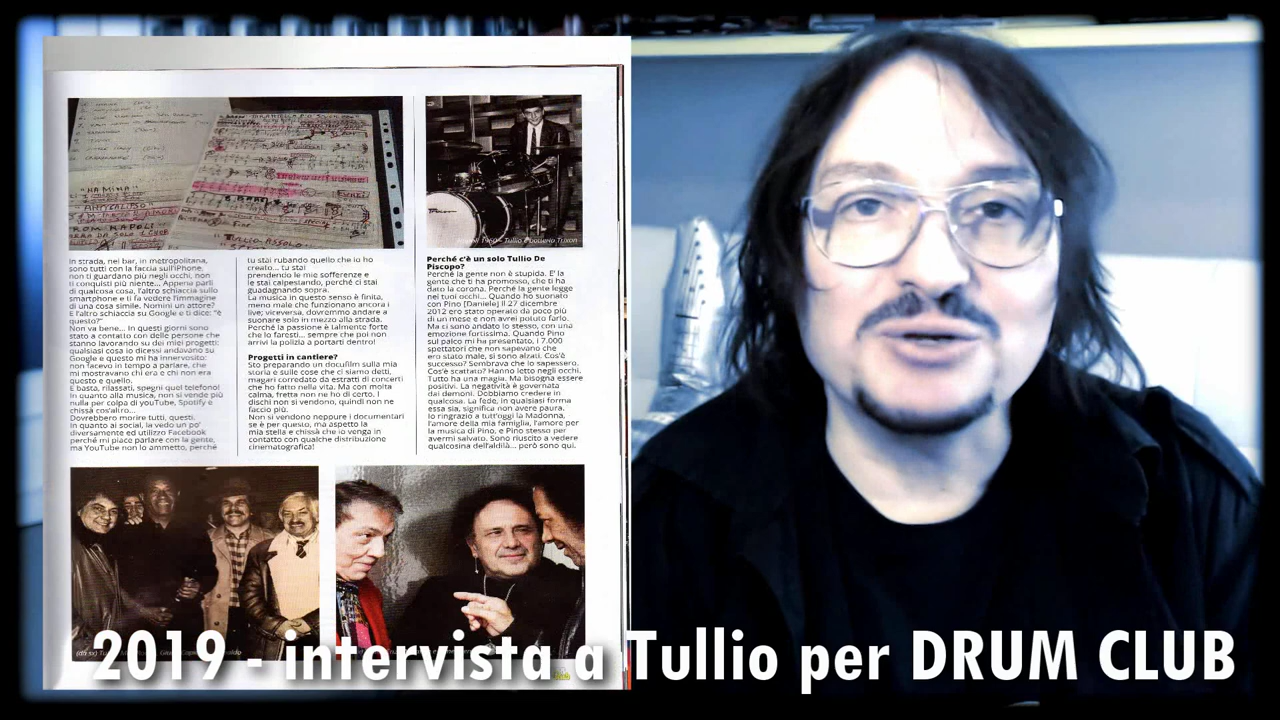 "HA MINA"
TULLIO ASSOLO
in strada, nei bar, in metropolitana,
sono tutti con la faccia sull'iPhone,
non ti guardano più negli occhi, non
ti conquisti più niente... Appena parli
di qualcosa cosa, l'altro schiaccia sullo
smartphone e ti fa vedere l'immagine
di una cosa simile. Nomini un attore?
E l'altro schiaccia su Google e ti dice: "è
questo?"
Non va bene... In questi giorni sono
stato a contatto con delle persone che
stanno lavorando su dei miei progetti:
qualsiasi cosa io dicessi andavano su
Google e questo mi ha innervosito:
non facevo in tempo a parlare, che
mi mostravano chi era e chi non era
questo e quello.
E basta, rilassati, spegni quel telefono!
In quanto alla musica, non si vende più
nulla per colpa di youTube, Spotify e
chissà cos'altro...
Dovrebbero morire tutti, questi.
In quanto ai social, la vedo un po'
diversamente ed utilizzo Facebook
perché mi piace parlare con la gente,
ma YouTube non lo ammetto, perché
tu stai rubando quello che io ho
creato... tu stai
prendendo le mie sofferenze e
le stai calpestando, perché ci stai
guadagnando sopra.
La musica in questo senso è finita,
meno male che funzionano ancora i
live; viceversa, dovremmo andare a
suonare solo in mezzo alla strada.
Perché la passione è talmente forte
che lo faresti... sempre che poi non
arrivi la polizia a portarti dentro!
Progetti in cantiere?
Sto preparando un docufilm sulla mia
storia e sulle cose che ci siamo detti,
magari corredato da estratti di concerti
che ho fatto nella vita. Ma con molta
calma, fretta non ne ho di certo. I
dischi non si vendono, quindi non ne
faccio più.
Non si vendono neppure i documentari
se è per questo, ma aspetto la
mia stella e chissà che io venga in
contatto con qualche distribuzione
cinematografica!
Perché c'è un solo Tullio De
Piscopo?
Perché la gente non è stupida. E' la
gente che ti ha promosso, che ti ha
dato la corona. Perché la gente legge
nei tuoi occhi... Quando ho suonato
con Pino [Daniele] il 27 dicembre
2012 ero stato operato da poco più
di un mese e non avrei potuto farlo.
Ma ci sono andato lo stesso, con una
emozione fortissima. Quando Pino
sul palco mi ha presentato, i 7.000
spettatori che non sapevano che
ero stato male, si sono alzati. Cos'è
successo? Sembrava che lo sapessero.
Cos'è scattato? Hanno letto negli occhi.
Tutto ha una magia. Ma bisogna essere
positivi. La negatività è governata
dai demoni. Dobbiamo credere in
qualcosa. La fede, in qualsiasi forma
essa sia, significa non avere paura.
Io ringrazio a tutt'oggi la Madonna,
l'amore della mia famiglia, l'amore per
la musica di Pino, e Pino stesso per
avermi salvato. Sono riuscito a vedere
qualcosina dell'aldilà... però sono qui.
2019 - intervista a Tullio per DRUM CLUB